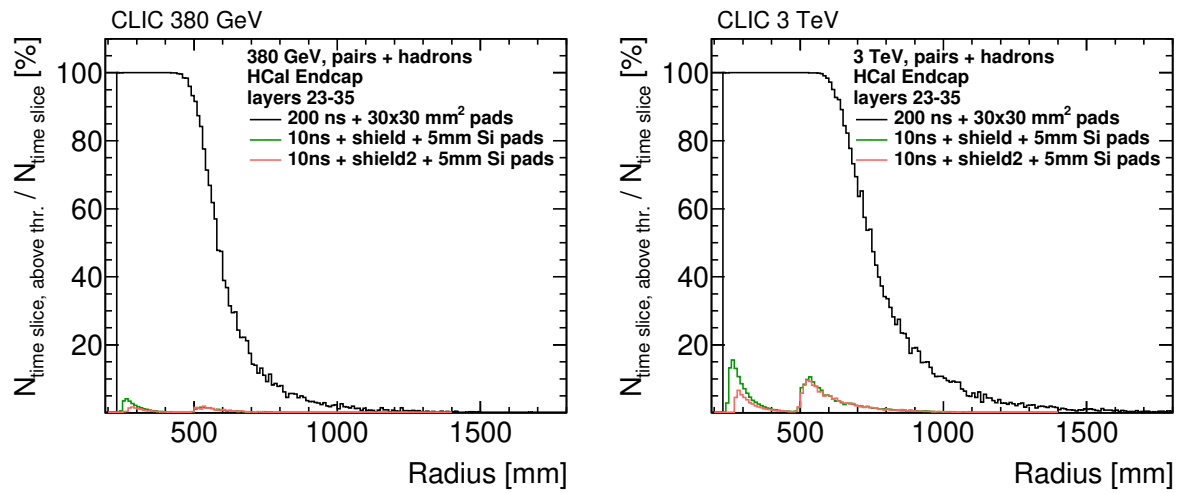 CLIC 380 GeV
N_time slice, above thr. / N_time slice [%]
380 GeV, pairs + hadrons
HCal Endcap
layers 23-35
200 ns + 30x30 mm² pads
10ns + shield + 5mm Si pads
10ns + shield2 + 5mm Si pads
100
80
60
40
20
500 1000 1500
Radius [mm]
CLIC 3 TeV
N_time slice, above thr. / N_time slice [%]
3 TeV, pairs + hadrons
HCal Endcap
layers 23-35
200 ns + 30x30 mm² pads
10ns + shield + 5mm Si pads
10ns + shield2 + 5mm Si pads
100
80
60
40
20
500 1000 1500
Radius [mm]